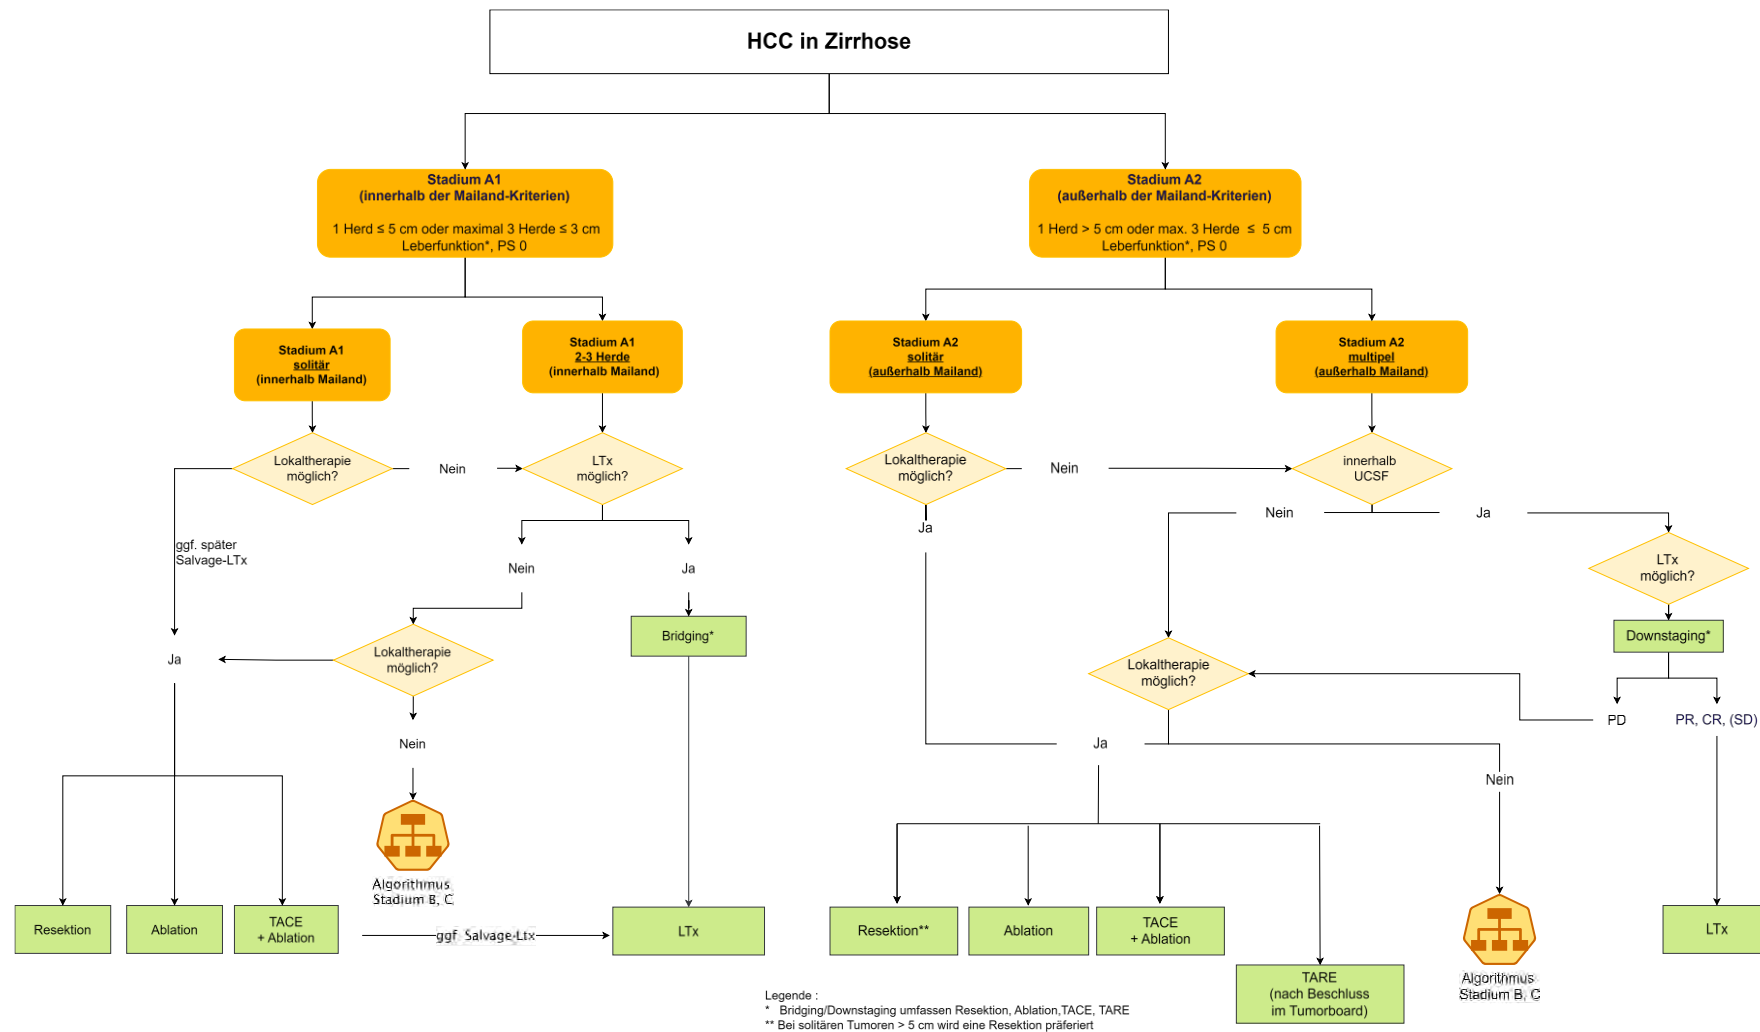 HCC in Zirrhose
Stadium A1
(innerhalb der Mailand-Kriterien)
1 Herd ≤ 5 cm oder maximal 3 Herde ≤ 3 cm
Leberfunktion*, PS 0
Stadium A2
(außerhalb der Mailand-Kriterien)
1 Herd > 5 cm oder max. 3 Herde ≤ 5 cm
Leberfunktion*, PS 0
Stadium A1
solitär
(innerhalb Mailand)
Stadium A1
2-3 Herde
(innerhalb Mailand)
Stadium A2
solitär
(außerhalb Mailand)
Stadium A2
multipel
(außerhalb Mailand)
Lokaltherapie
möglich?
Nein
LTx
möglich?
Lokaltherapie
möglich?
Nein
innerhalb
UCSF
Nein
Ja
Ja
ggf. später
Salvage-LTx
Nein
Ja
LTx
möglich?
Bridging*
Downstaging*
Ja
Lokaltherapie
möglich?
Lokaltherapie
möglich?
PD
PR, CR, (SD)
Nein
Ja
Nein
Algorithmus
Stadium B, C
Resektion
Ablation
TACE
+ Ablation
ggf. Salvage-Ltx
LTx
Resektion**
Ablation
TACE
+ Ablation
TARE
(nach Beschluss
im Tumorboard)
Algorithmus
Stadium B, C
LTx
Legende :
* Bridging/Downstaging umfassen Resektion, Ablation,TACE, TARE
** Bei solitären Tumoren > 5 cm wird eine Resektion präferiert